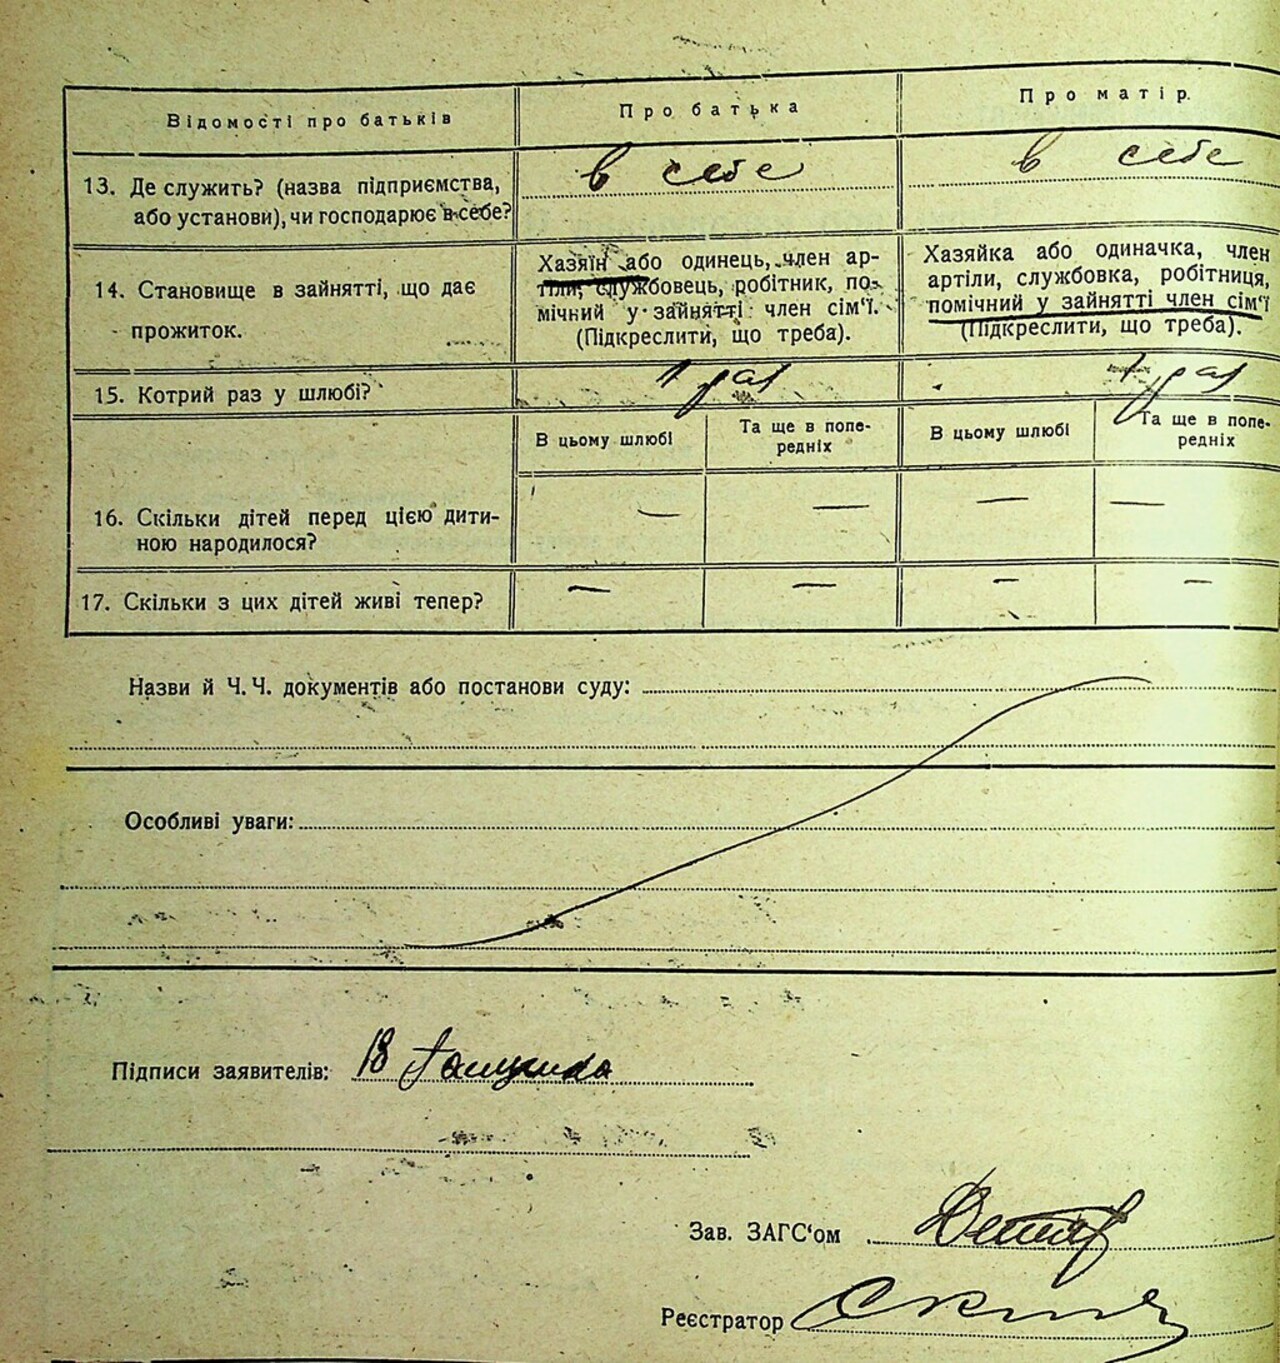 Відомості про батьків
Про батька
Про матір.
13. Де служить? (назва підприємства,
або установи), чи господарює в себе?
в себе
в себе
14. Становище в зайнятті, що дає
прожиток.
Хазяїн або одинець, член ар-
тіли, службовець, робітник, по-
мічний у зайнятті член сім'ї.
(Підкреслити, що треба).
Хазяйка або одиначка, член
артіли, службовка, робітниця,
помічний у зайнятті член сім'ї
(Підкреслити, що треба).
15. Котрий раз у шлюбі?
1 раз
1 раз
В цьому шлюбі
Та ще в попе-
редніх
В цьому шлюбі
Та ще в попе-
редніх
16. Скільки дітей перед цією дити-
ною народилося?
— — — —
17. Скільки з цих дітей живі тепер?
— — — —
Назви й Ч. Ч. документів або постанови суду:
Особливі уваги:
Підписи заявителів:
Зав. ЗАГС'ом
Реєстратор